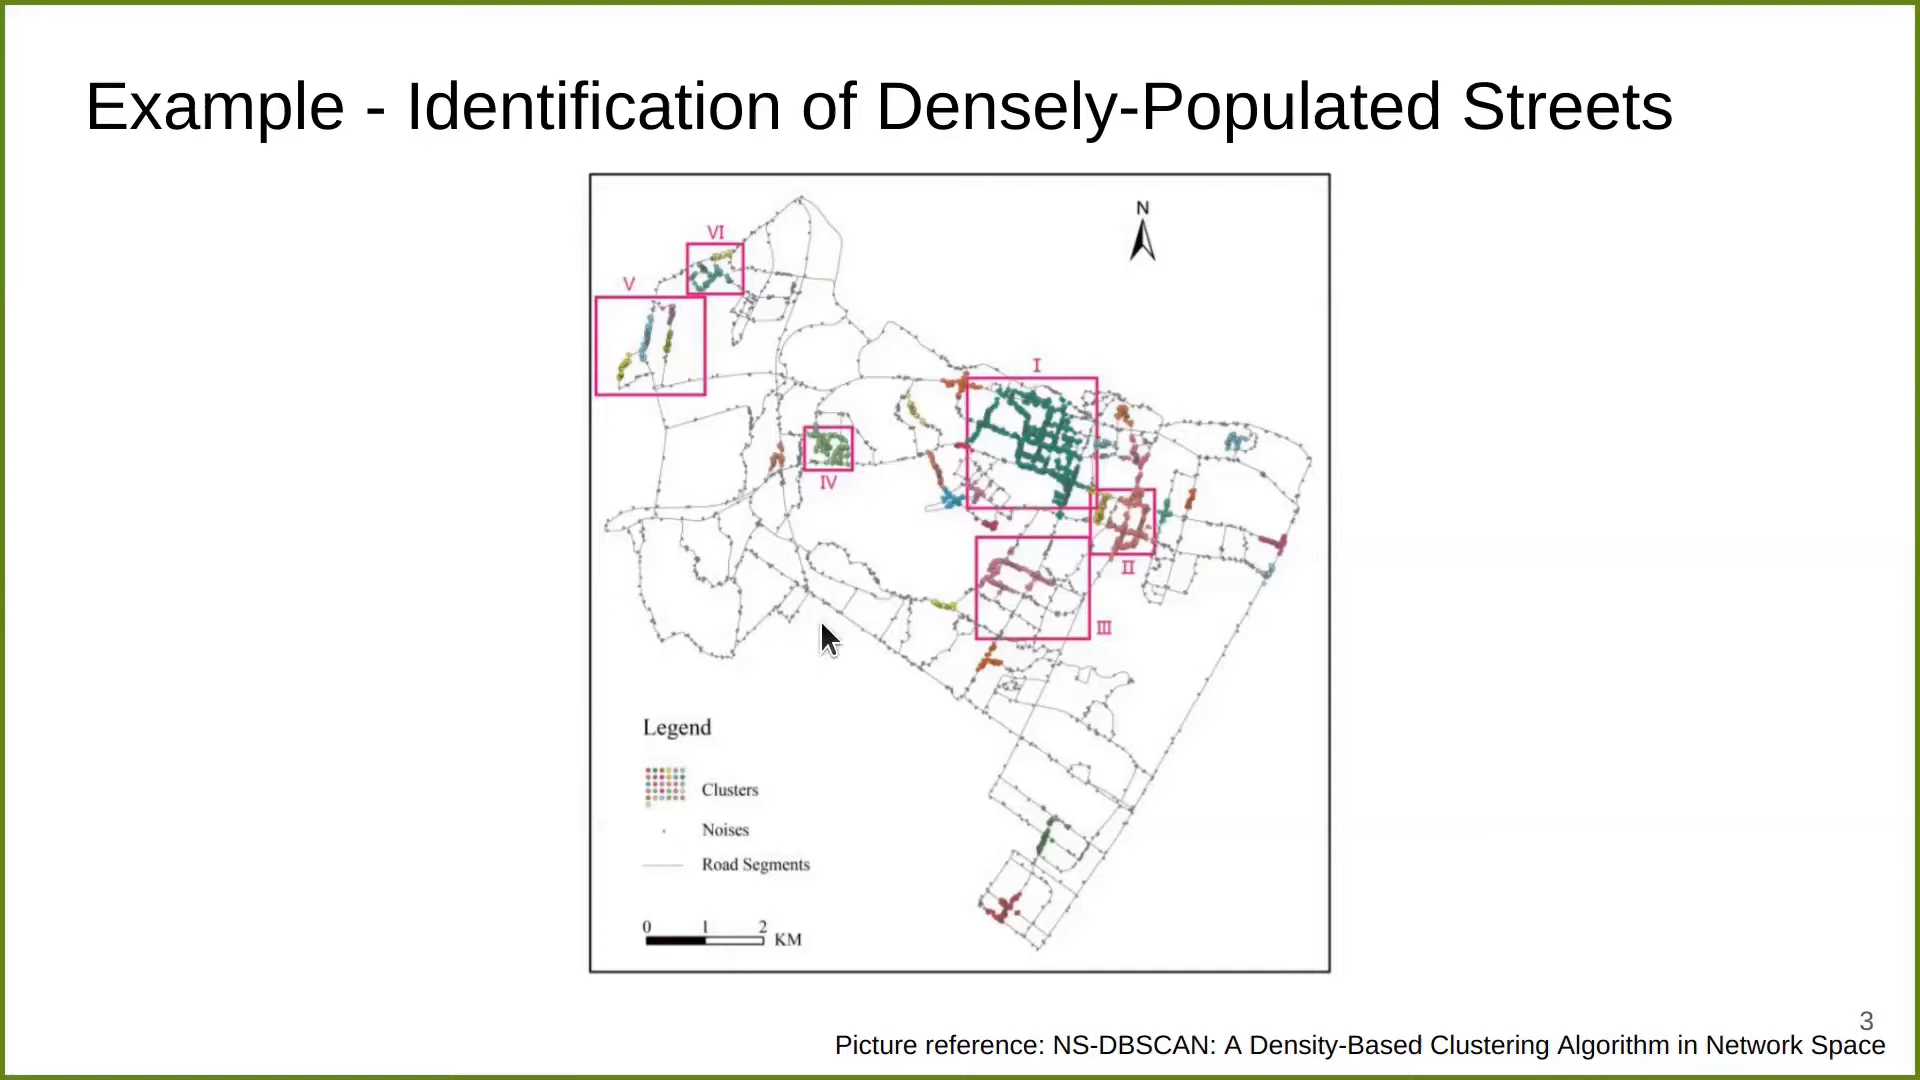 Example - Identification of Densely-Populated Streets
N
VI
V
I
IV
II
III
Legend
Clusters
Noises
Road Segments
0 1 2
KM
3
Picture reference: NS-DBSCAN: A Density-Based Clustering Algorithm in Network Space